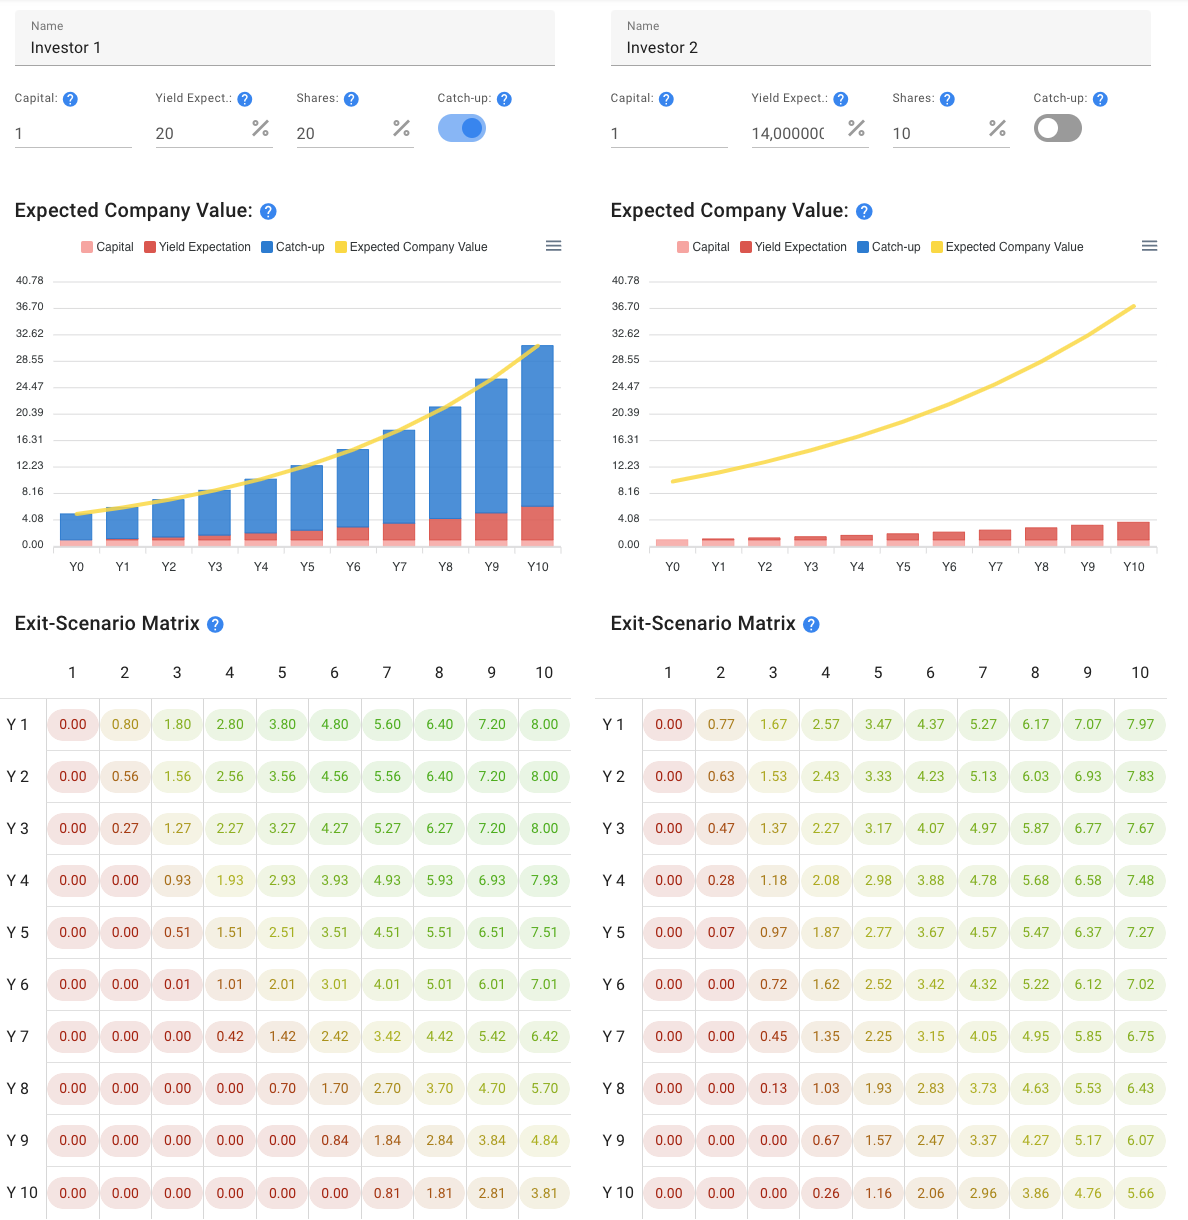 Name
Investor 1
Capital: ?
Yield Expect.: ?
Shares: ?
Catch-up: ?
1
20 %
20 %
Expected Company Value: ?
Capital Yield Expectation Catch-up Expected Company Value
40.78
36.70
32.62
28.55
24.47
20.39
16.31
12.23
8.16
4.08
0.00
Y0 Y1 Y2 Y3 Y4 Y5 Y6 Y7 Y8 Y9 Y10
Exit-Scenario Matrix ?
1 2 3 4 5 6 7 8 9 10
Y 1 0.00 0.80 1.80 2.80 3.80 4.80 5.60 6.40 7.20 8.00
Y 2 0.00 0.56 1.56 2.56 3.56 4.56 5.56 6.40 7.20 8.00
Y 3 0.00 0.27 1.27 2.27 3.27 4.27 5.27 6.27 7.20 8.00
Y 4 0.00 0.00 0.93 1.93 2.93 3.93 4.93 5.93 6.93 7.93
Y 5 0.00 0.00 0.51 1.51 2.51 3.51 4.51 5.51 6.51 7.51
Y 6 0.00 0.00 0.01 1.01 2.01 3.01 4.01 5.01 6.01 7.01
Y 7 0.00 0.00 0.00 0.42 1.42 2.42 3.42 4.42 5.42 6.42
Y 8 0.00 0.00 0.00 0.00 0.70 1.70 2.70 3.70 4.70 5.70
Y 9 0.00 0.00 0.00 0.00 0.00 0.84 1.84 2.84 3.84 4.84
Y 10 0.00 0.00 0.00 0.00 0.00 0.00 0.81 1.81 2.81 3.81
Name
Investor 2
Capital: ?
Yield Expect.: ?
Shares: ?
Catch-up: ?
1
14,000000 %
10 %
Expected Company Value: ?
Capital Yield Expectation Catch-up Expected Company Value
40.78
36.70
32.62
28.55
24.47
20.39
16.31
12.23
8.16
4.08
0.00
Y0 Y1 Y2 Y3 Y4 Y5 Y6 Y7 Y8 Y9 Y10
Exit-Scenario Matrix ?
1 2 3 4 5 6 7 8 9 10
Y 1 0.00 0.77 1.67 2.57 3.47 4.37 5.27 6.17 7.07 7.97
Y 2 0.00 0.63 1.53 2.43 3.33 4.23 5.13 6.03 6.93 7.83
Y 3 0.00 0.47 1.37 2.27 3.17 4.07 4.97 5.87 6.77 7.67
Y 4 0.00 0.28 1.18 2.08 2.98 3.88 4.78 5.68 6.58 7.48
Y 5 0.00 0.07 0.97 1.87 2.77 3.67 4.57 5.47 6.37 7.27
Y 6 0.00 0.00 0.72 1.62 2.52 3.42 4.32 5.22 6.12 7.02
Y 7 0.00 0.00 0.45 1.35 2.25 3.15 4.05 4.95 5.85 6.75
Y 8 0.00 0.00 0.13 1.03 1.93 2.83 3.73 4.63 5.53 6.43
Y 9 0.00 0.00 0.00 0.67 1.57 2.47 3.37 4.27 5.17 6.07
Y 10 0.00 0.00 0.00 0.26 1.16 2.06 2.96 3.86 4.76 5.66